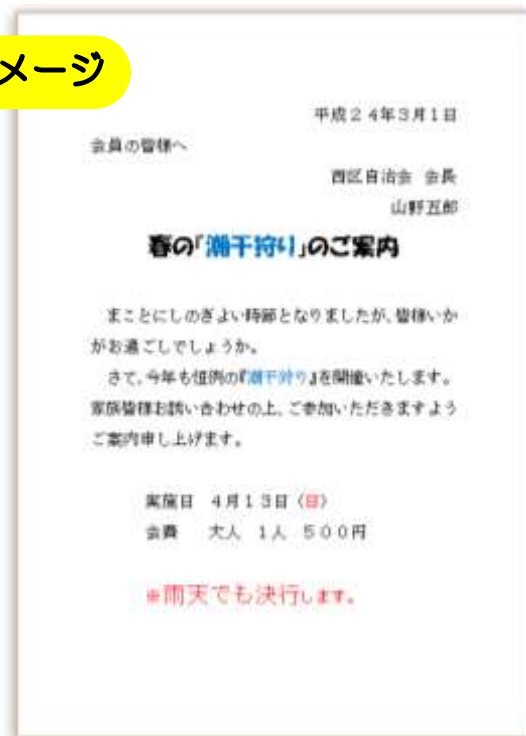 メージ
平成２４年３月１日
会員の皆様へ
西区自治会 会長
山野五郎
春の「潮干狩り」のご案内
まことにしのぎよい時節となりましたが、皆様いか
がお過ごしでしょうか。
さて、今年も恒例の『潮干狩り』を開催いたします。
家族皆様お誘い合わせの上、ご参加いただきますよう
ご案内申し上げます。
実施日 ４月１３日（日）
会費 大人 １人 ５００円
※雨天でも決行します。